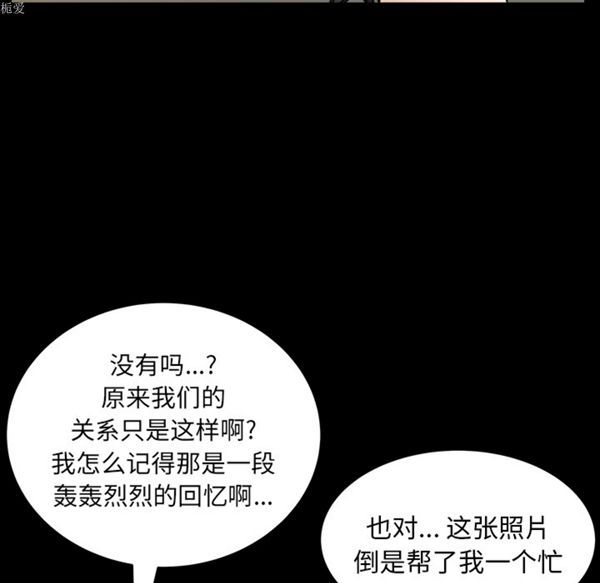 栀爱
没有吗...?
原来我们的
关系只是这样啊?
我怎么记得那是一段
轰轰烈烈的回忆啊...
也对... 这张照片
倒是帮了我一个忙